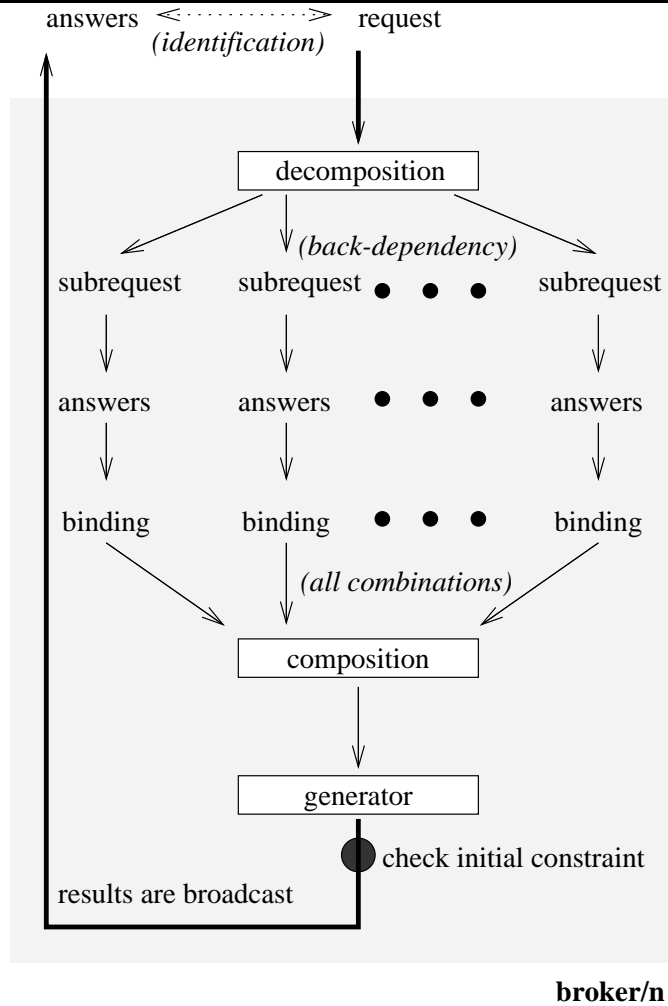 answers request
(identification)
decomposition
(back-dependency)
subrequest subrequest subrequest
answers answers answers
binding binding binding
(all combinations)
composition
generator
check initial constraint
results are broadcast
broker/n